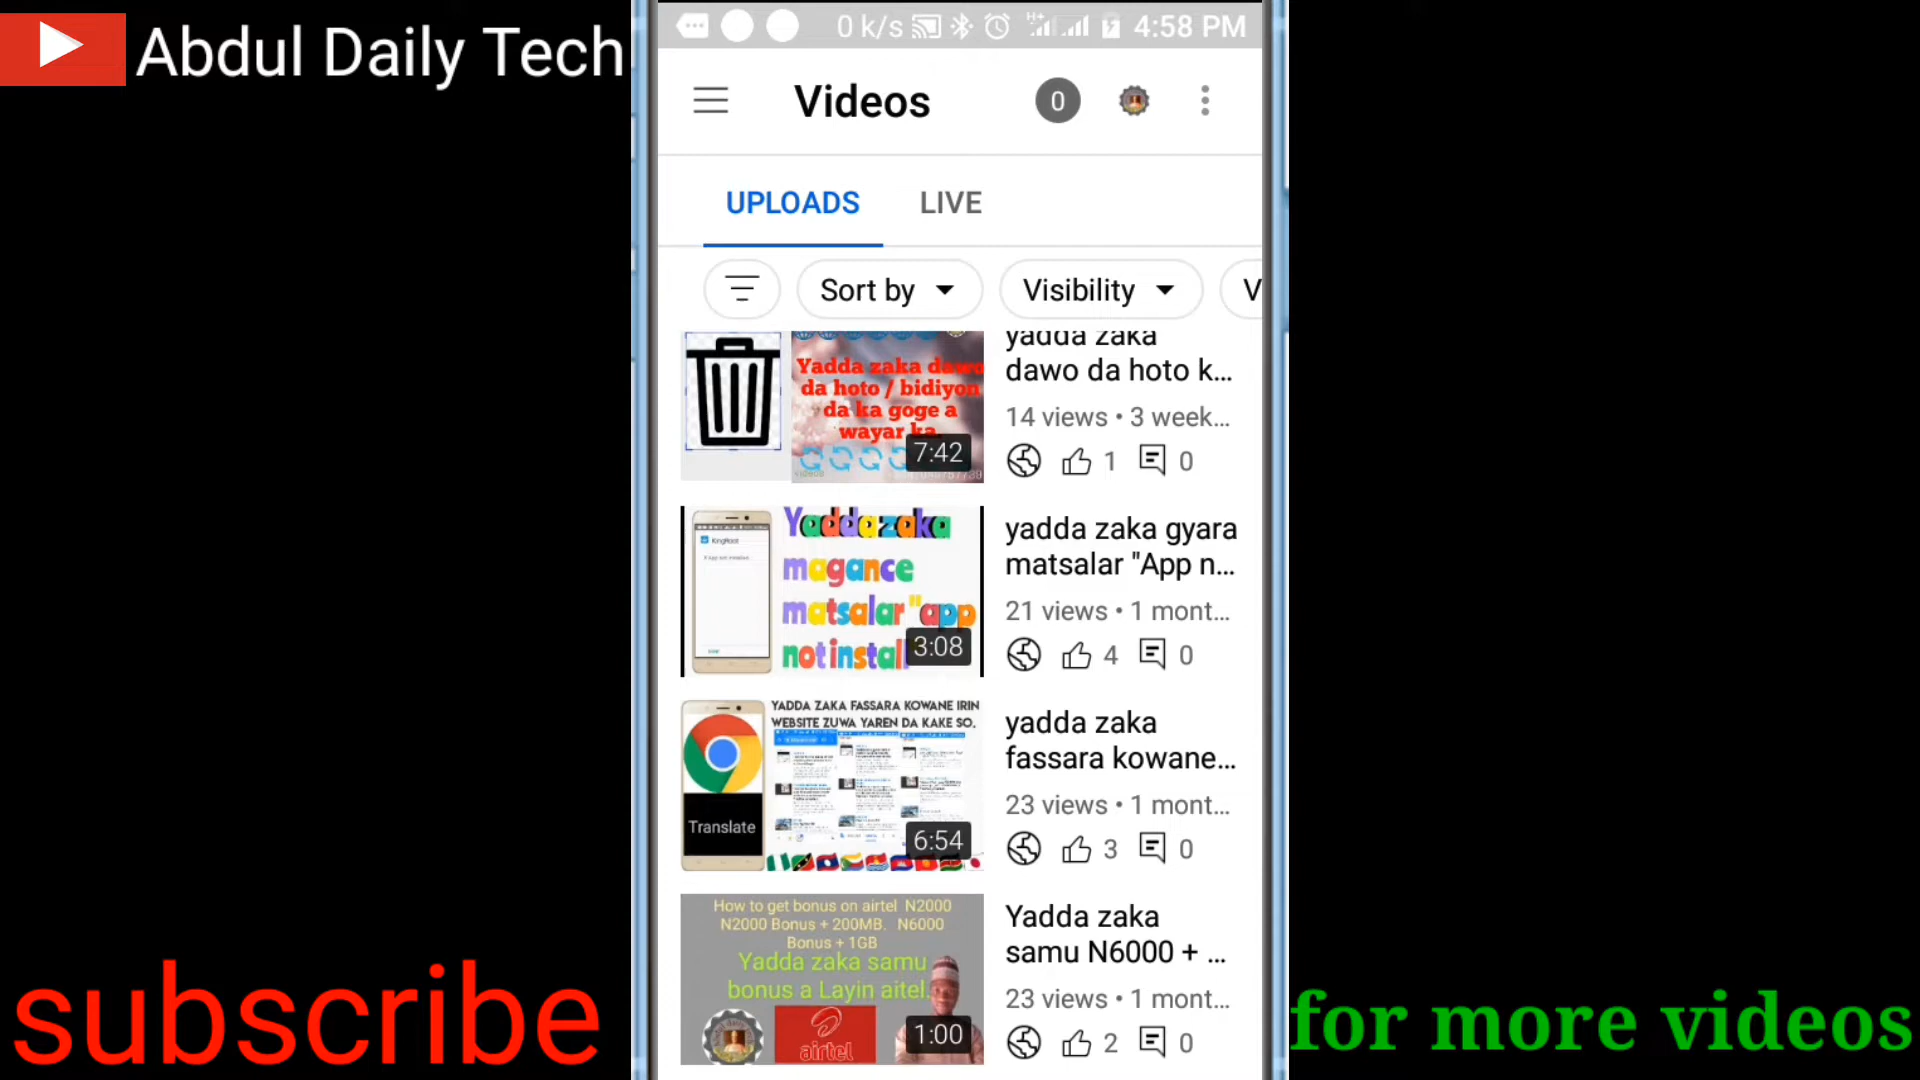 Abdul Daily Tech
0 k/s
4:58 PM
Videos
0
UPLOADS
LIVE
Sort by
Visibility
V
Yadda zaka dawo
da hoto / bidiyon
da ka goge a
wayar ka
7:42
yadda zaka
dawo da hoto k...
14 views • 3 week...
1
0
KingRoot
Yadda zaka
magance
matsalar "app
not install
3:08
yadda zaka gyara
matsalar "App n...
21 views • 1 mont...
4
0
YADDA ZAKA FASSARA KOWANE IRIN
WEBSITE ZUWA YAREN DA KAKE SO.
Translate
6:54
yadda zaka
fassara kowane...
23 views • 1 mont...
3
0
How to get bonus on airtel N2000
N2000 Bonus + 200MB. N6000
Bonus + 1GB
Yadda zaka samu
bonus a Layin aitel.
airtel
1:00
Yadda zaka
samu N6000 + ...
23 views • 1 mont...
2
0
subscribe
for more videos